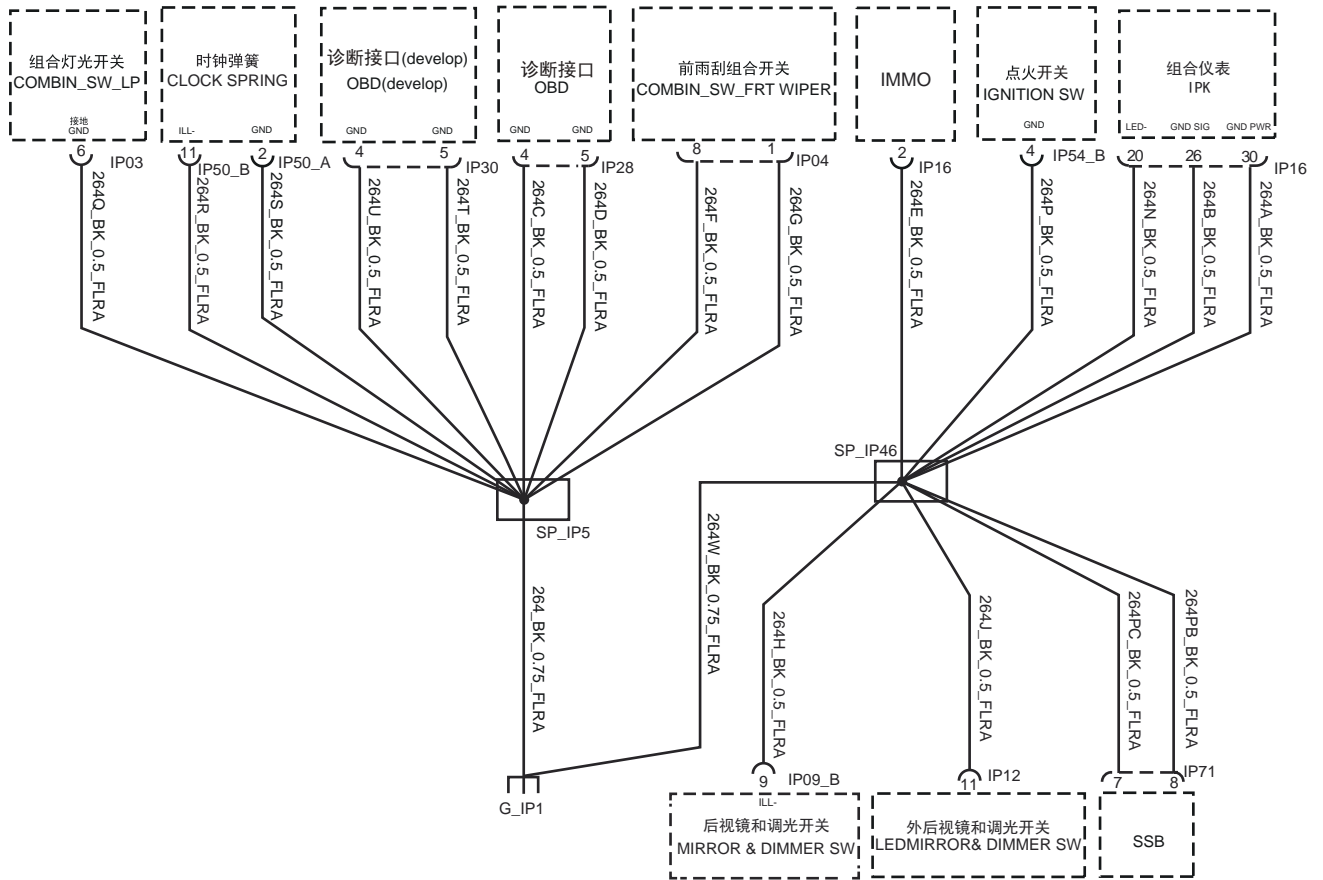 组合灯光开关
COMBIN_SW_LP
接地
GND
时钟弹簧
CLOCK SPRING
ILL-
GND
诊断接口(develop)
OBD(develop)
GND
GND
诊断接口
OBD
GND
GND
前雨刮组合开关
COMBIN_SW_FRT WIPER
IMMO
点火开关
IGNITION SW
GND
组合仪表
IPK
LED-
GND SIG
GND PWR
6
IP03
11
IP50_B
2
IP50_A
4
5
IP30
4
5
IP28
8
1
IP04
2
IP16
4
IP54_B
20
26
30
IP16
264Q_BK_0.5_FLRA
264R_BK_0.5_FLRA
264S_BK_0.5_FLRA
264U_BK_0.5_FLRA
264T_BK_0.5_FLRA
264C_BK_0.5_FLRA
264D_BK_0.5_FLRA
264F_BK_0.5_FLRA
264G_BK_0.5_FLRA
264E_BK_0.5_FLRA
264P_BK_0.5_FLRA
264N_BK_0.5_FLRA
264B_BK_0.5_FLRA
264A_BK_0.5_FLRA
SP_IP46
SP_IP5
264_BK_0.75_FLRA
264W_BK_0.75_FLRA
264H_BK_0.5_FLRA
264J_BK_0.5_FLRA
264PC_BK_0.5_FLRA
264PB_BK_0.5_FLRA
G_IP1
9
IP09_B
11
IP12
7
8
IP71
ILL-
后视镜和调光开关
MIRROR & DIMMER SW
外后视镜和调光开关
LEDMIRROR& DIMMER SW
SSB